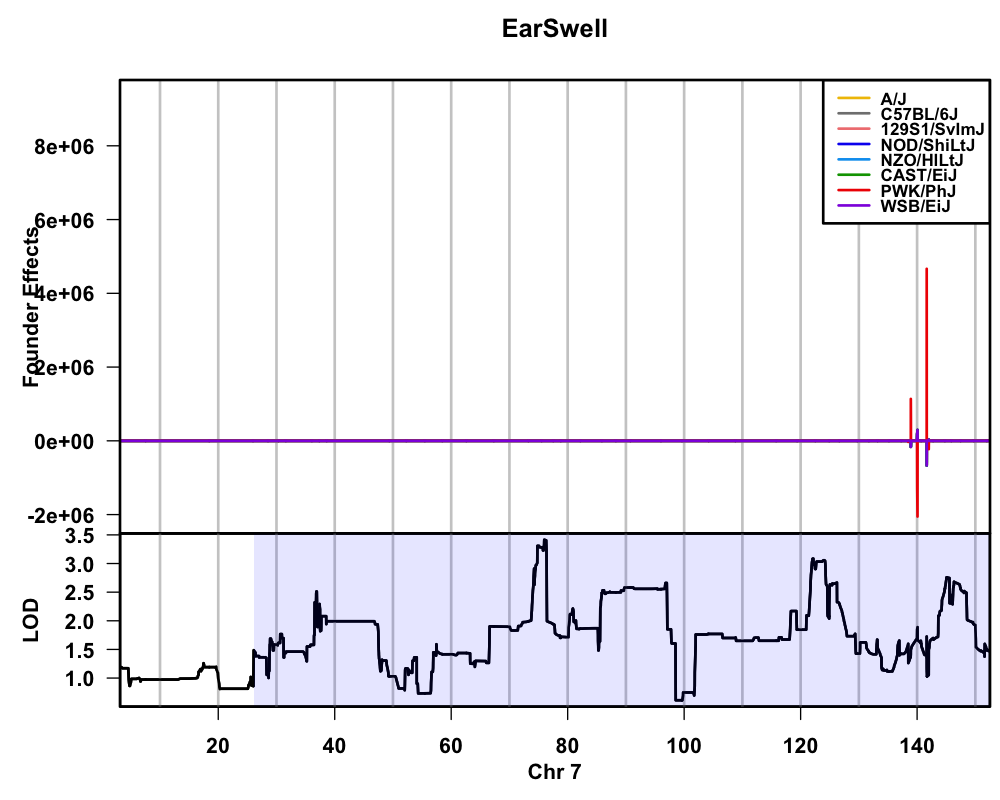 EarSwell
A/J
C57BL/6J
129S1/SvImJ
NOD/ShiLtJ
NZO/HlLtJ
CAST/EiJ
PWK/PhJ
WSB/EiJ
Founder Effects
8e+06
6e+06
4e+06
2e+06
0e+00
-2e+06
LOD
3.5
3.0
2.5
2.0
1.5
1.0
20 40 60 80 100 120 140
Chr 7